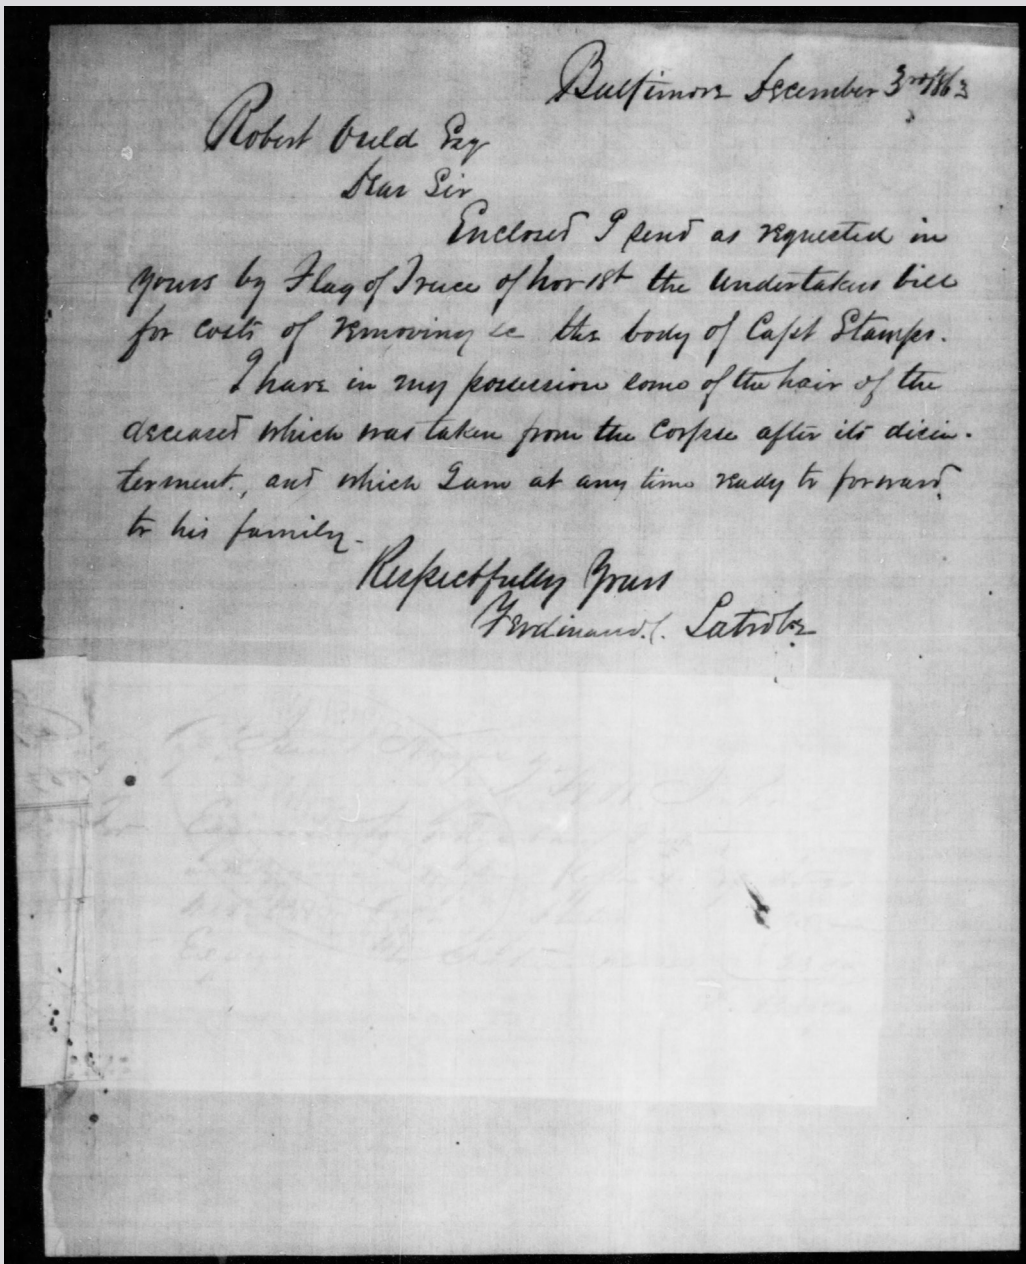 Baltimore December 3rd 1863
Robert Ould Esq
Dear Sir
Enclosed I send as requested in
yours by Flag of Truce of Nov 18th the Undertakers bill
for costs of removing &c the body of Capt Stamps.
I have in my possession some of the hair of the
deceased which was taken from the corpse after its disin-
terment, and which I am at any time ready to forward
to his family.
Respectfully Yours
Ferdinand C. Latrobe